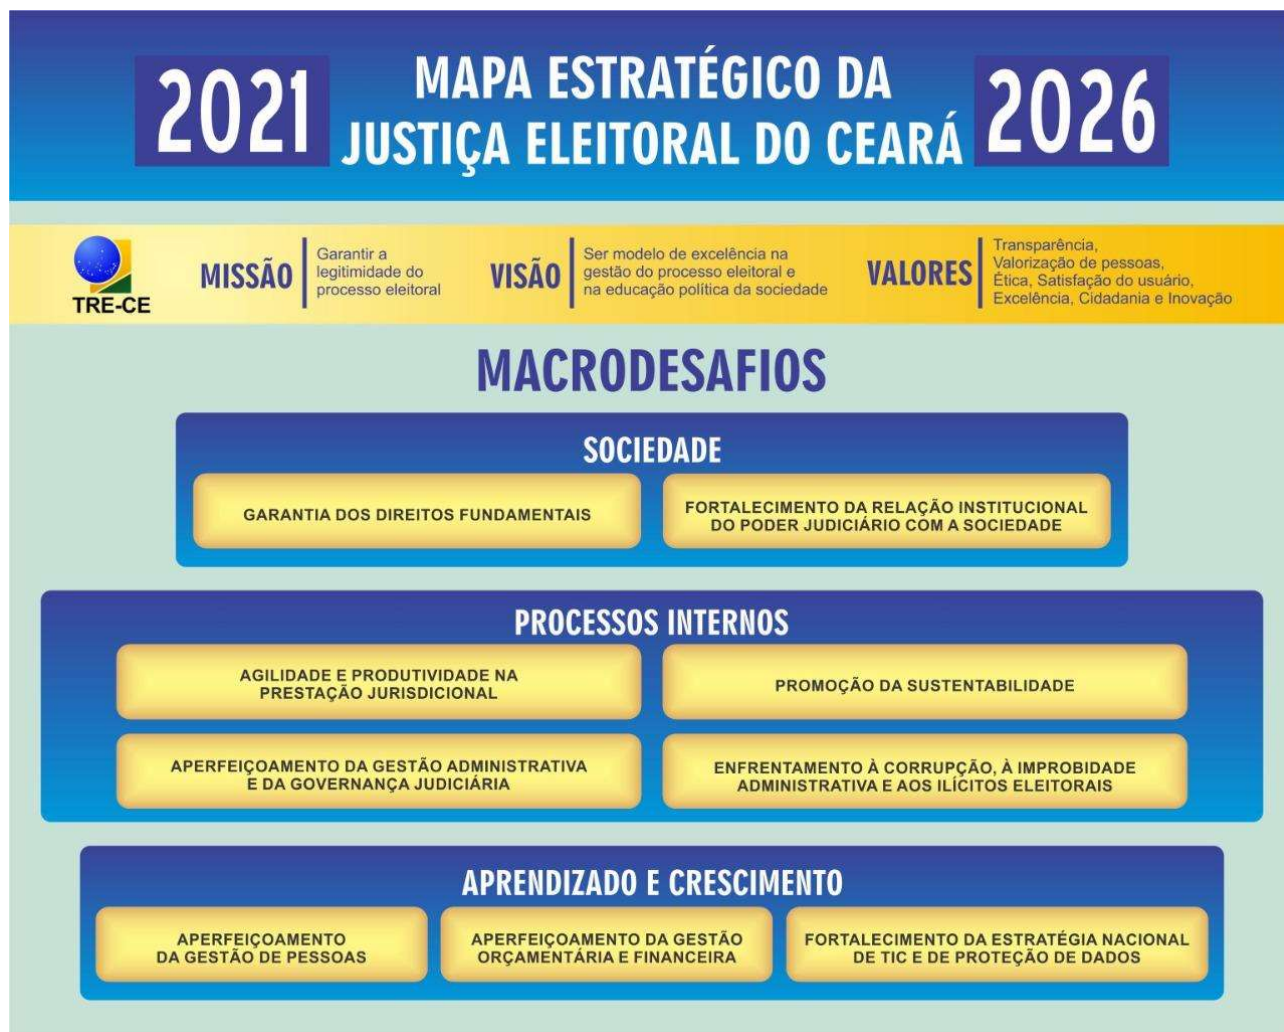 2021
MAPA ESTRATÉGICO DA
JUSTIÇA ELEITORAL DO CEARÁ
2026
TRE-CE
MISSÃO
Garantir a
legitimidade do
processo eleitoral
VISÃO
Ser modelo de excelência na
gestão do processo eleitoral e
na educação política da sociedade
VALORES
Transparência,
Valorização de pessoas,
Ética, Satisfação do usuário,
Excelência, Cidadania e Inovação
MACRODESAFIOS
SOCIEDADE
GARANTIA DOS DIREITOS FUNDAMENTAIS
FORTALECIMENTO DA RELAÇÃO INSTITUCIONAL
DO PODER JUDICIÁRIO COM A SOCIEDADE
PROCESSOS INTERNOS
AGILIDADE E PRODUTIVIDADE NA
PRESTAÇÃO JURISDICIONAL
PROMOÇÃO DA SUSTENTABILIDADE
APERFEIÇOAMENTO DA GESTÃO ADMINISTRATIVA
E DA GOVERNANÇA JUDICIÁRIA
ENFRENTAMENTO À CORRUPÇÃO, À IMPROBIDADE
ADMINISTRATIVA E AOS ILÍCITOS ELEITORAIS
APRENDIZADO E CRESCIMENTO
APERFEIÇOAMENTO
DA GESTÃO DE PESSOAS
APERFEIÇOAMENTO DA GESTÃO
ORÇAMENTÁRIA E FINANCEIRA
FORTALECIMENTO DA ESTRATÉGIA NACIONAL
DE TIC E DE PROTEÇÃO DE DADOS